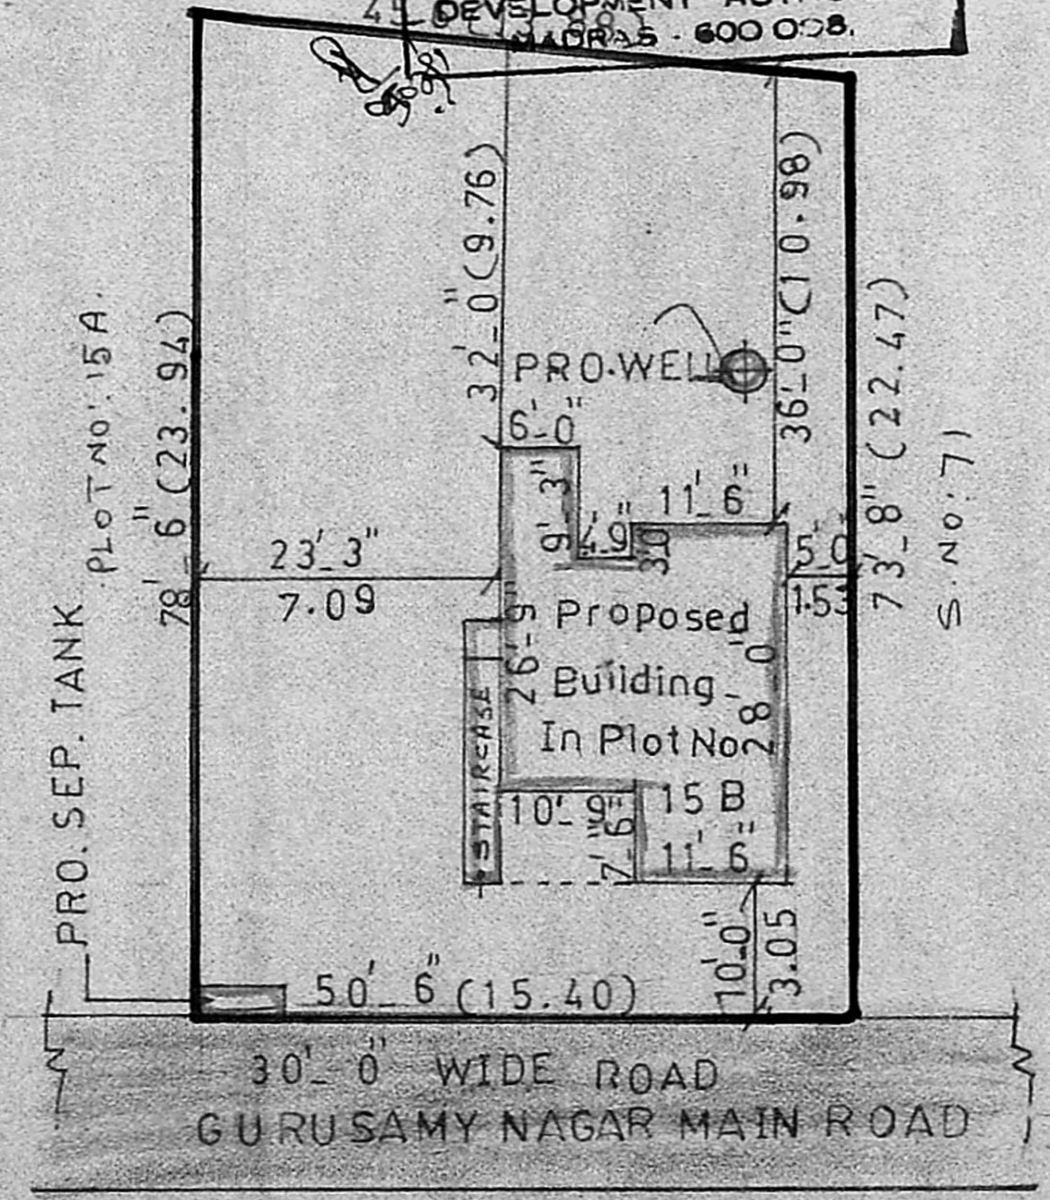 DEVELOPMENT
MADRAS - 600 008.
32'-0" (9.76)
36'-0" (10.98)
PLOT NO: 15 A.
78'-6" (23.94)
73'-8" (22.47)
S. NO: 71
PRO. WELL
6'-0"
9'-3"
4'9"
3'0
11'-6"
23'-3"
7.09
5'-0
1.53
26'-9"
Proposed
Building
In Plot No.
15 B
28'0"
STAIRCASE
10'-9"
7'-6"
11'-6"
10'-0"
3.05
PRO. SEP. TANK
50'-6" (15.40)
30'-0" WIDE ROAD
GURUSAMY NAGAR MAIN ROAD